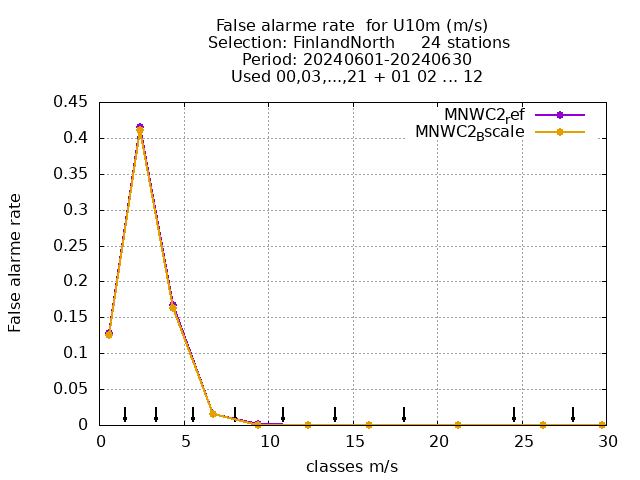 False alarme rate  for U10m (m/s)
Selection: FinlandNorth     24 stations
Period: 20240601-20240630
Used 00,03,...,21 + 01 02 ... 12
MNWC2ref
MNWC2Bscale
False alarme rate
0.45
0.4
0.35
0.3
0.25
0.2
0.15
0.1
0.05
0
0 5 10 15 20 25 30
classes m/s